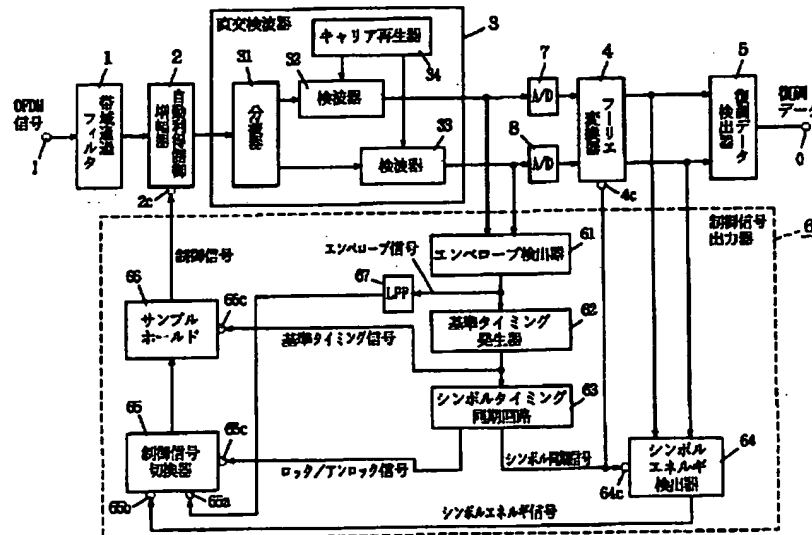 直交検波器
3
キャリア再生器
34
1
2
31
32
7
4
5
OFDM
信号
I
帯域通過
フィルタ
自動利得制御
増幅器
2c
分離器
検波器
33
検波器
A/D
8
A/D
フーリエ
変換器
4c
復調データ
検出器
復調
データ
O
制御信号
出力器
6
制御信号
エンベロープ信号
61
エンベロープ検出器
67
LPF
66
サンプル
ホールド
66c
基準タイミング信号
62
基準タイミング
発生器
63
シンボルタイミング
同期回路
65
制御信号
切換器
65c
65b
65a
ロック/アンロック信号
シンボル同期信号
64
シンボル
エネルギ
検出器
64c
シンボルエネルギ信号